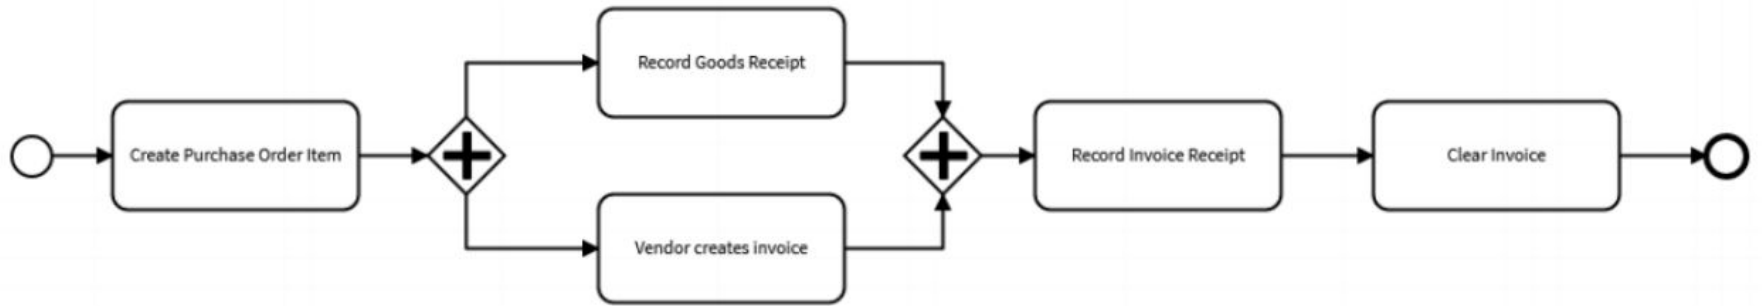 Create Purchase Order Item
Record Goods Receipt
Vendor creates invoice
Record Invoice Receipt
Clear Invoice